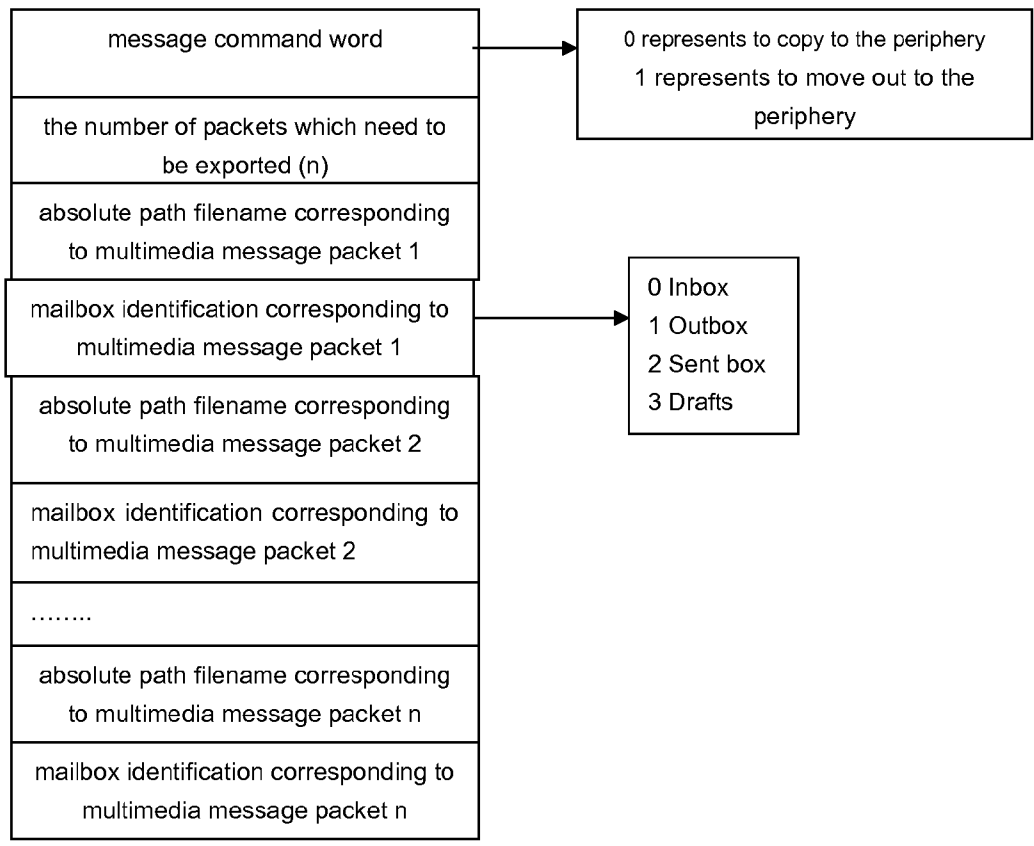 message command word
0 represents to copy to the periphery
1 represents to move out to the
periphery
the number of packets which need to
be exported (n)
absolute path filename corresponding
to multimedia message packet 1
mailbox identification corresponding to
multimedia message packet 1
0 Inbox
1 Outbox
2 Sent box
3 Drafts
absolute path filename corresponding
to multimedia message packet 2
mailbox identification corresponding to
multimedia message packet 2
........
absolute path filename corresponding
to multimedia message packet n
mailbox identification corresponding to
multimedia message packet n